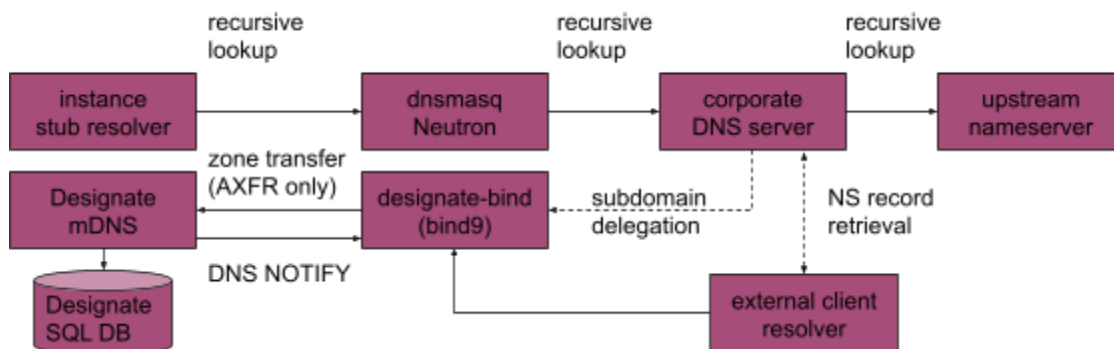 recursive
lookup
recursive
lookup
recursive
lookup
instance
stub resolver
dnsmasq
Neutron
corporate
DNS server
upstream
nameserver
zone transfer
(AXFR only)
Designate
mDNS
designate-bind
(bind9)
subdomain
delegation
NS record
retrieval
DNS NOTIFY
Designate
SQL DB
external client
resolver